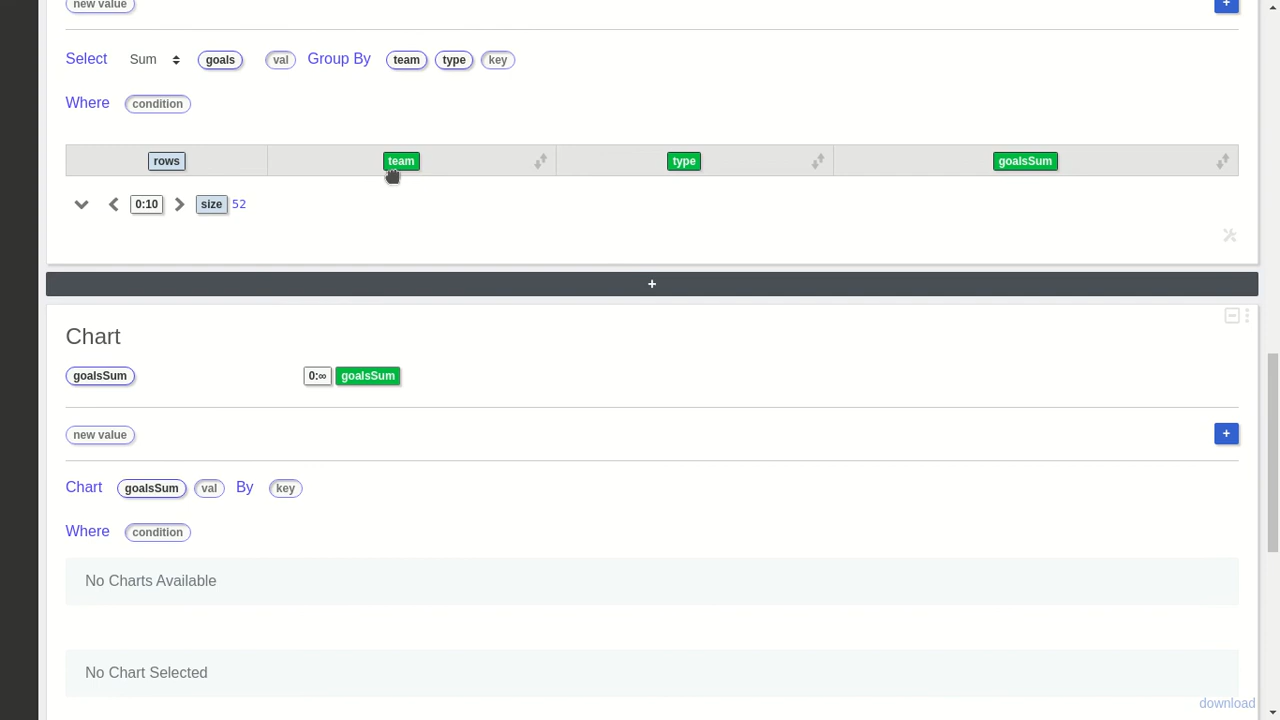 new value +
Select Sum goals val Group By team type key
Where condition
rows team type goalsSum
0:10 size 52
+
Chart
goalsSum 0:∞ goalsSum
new value +
Chart goalsSum val By key
Where condition
No Charts Available
No Chart Selected
download